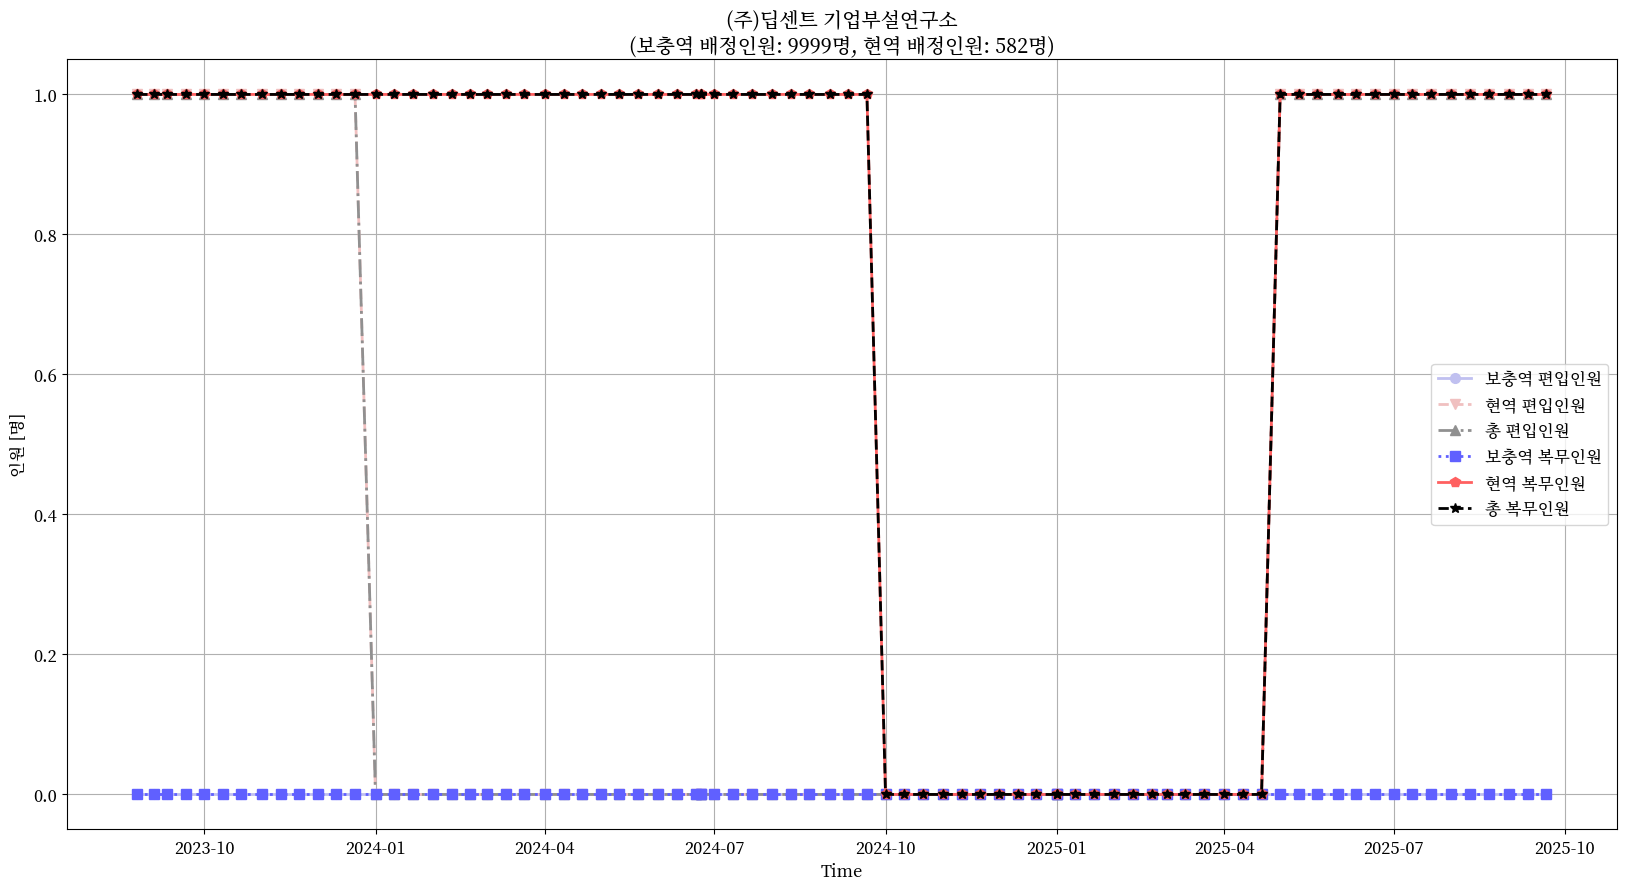 (주)딥센트 기업부설연구소
(보충역 배정인원: 9999명, 현역 배정인원: 582명)
인원 [명]
1.0
0.8
0.6
0.4
0.2
0.0
보충역 편입인원
현역 편입인원
총 편입인원
보충역 복무인원
현역 복무인원
총 복무인원
2023-10
2024-01
2024-04
2024-07
2024-10
2025-01
2025-04
2025-07
2025-10
Time